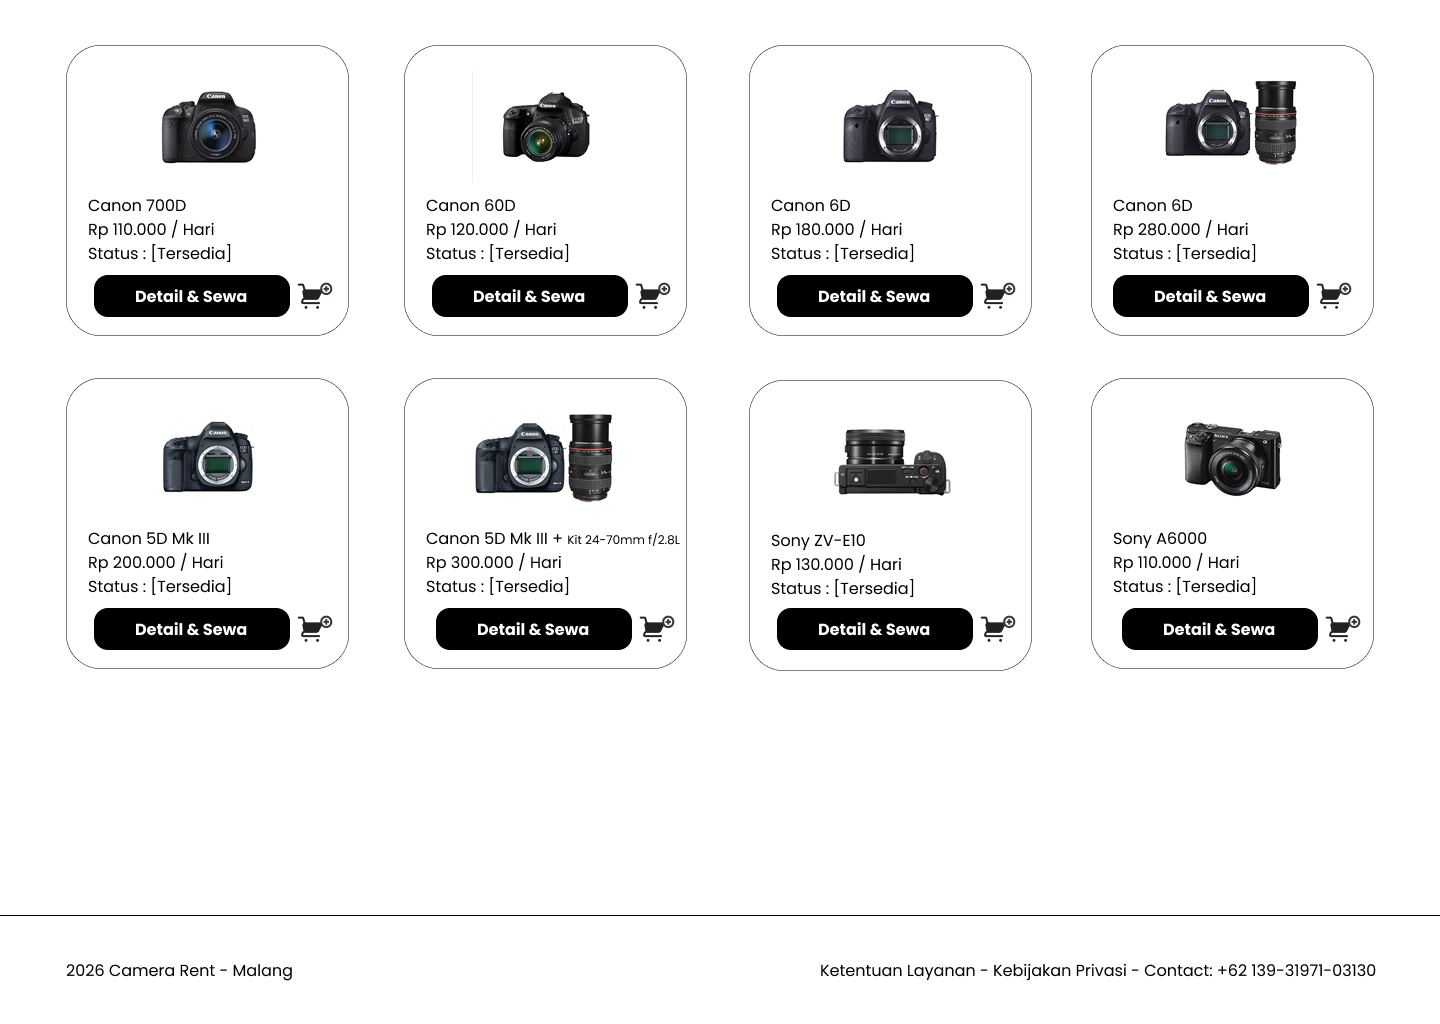 Canon 700D
Rp 110.000 / Hari
Status : [Tersedia]
Detail & Sewa
Canon 60D
Rp 120.000 / Hari
Status : [Tersedia]
Detail & Sewa
Canon 6D
Rp 180.000 / Hari
Status : [Tersedia]
Detail & Sewa
Canon 6D
Rp 280.000 / Hari
Status : [Tersedia]
Detail & Sewa
Canon 5D Mk III
Rp 200.000 / Hari
Status : [Tersedia]
Detail & Sewa
Canon 5D Mk III + Kit 24-70mm f/2.8L
Rp 300.000 / Hari
Status : [Tersedia]
Detail & Sewa
Sony ZV-E10
Rp 130.000 / Hari
Status : [Tersedia]
Detail & Sewa
Sony A6000
Rp 110.000 / Hari
Status : [Tersedia]
Detail & Sewa
2026 Camera Rent - Malang
Ketentuan Layanan - Kebijakan Privasi - Contact: +62 139-31971-03130